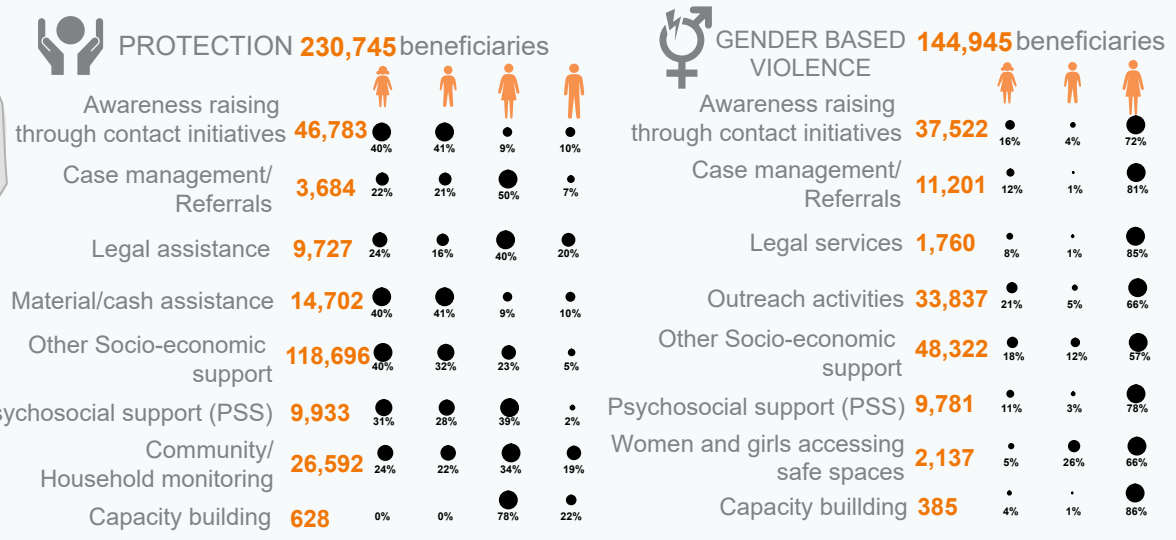 PROTECTION 230,745 beneficiaries
Awareness raising
through contact initiatives 46,783
40% 41% 9% 10%
Case management/
Referrals 3,684
22% 21% 50% 7%
Legal assistance 9,727
24% 16% 40% 20%
Material/cash assistance 14,702
40% 41% 9% 10%
Other Socio-economic
support 118,696
40% 32% 23% 5%
sychosocial support (PSS) 9,933
31% 28% 39% 2%
Community/
Household monitoring 26,592
24% 22% 34% 19%
Capacity building 628
0% 0% 78% 22%
GENDER BASED
VIOLENCE 144,945 beneficiaries
Awareness raising
through contact initiatives 37,522
16% 4% 72%
Case management/
Referrals 11,201
12% 1% 81%
Legal services 1,760
8% 1% 85%
Outreach activities 33,837
21% 5% 66%
Other Socio-economic
support 48,322
18% 12% 57%
Psychosocial support (PSS) 9,781
11% 3% 78%
Women and girls accessing
safe spaces 2,137
5% 26% 66%
Capacity buillding 385
4% 1% 86%